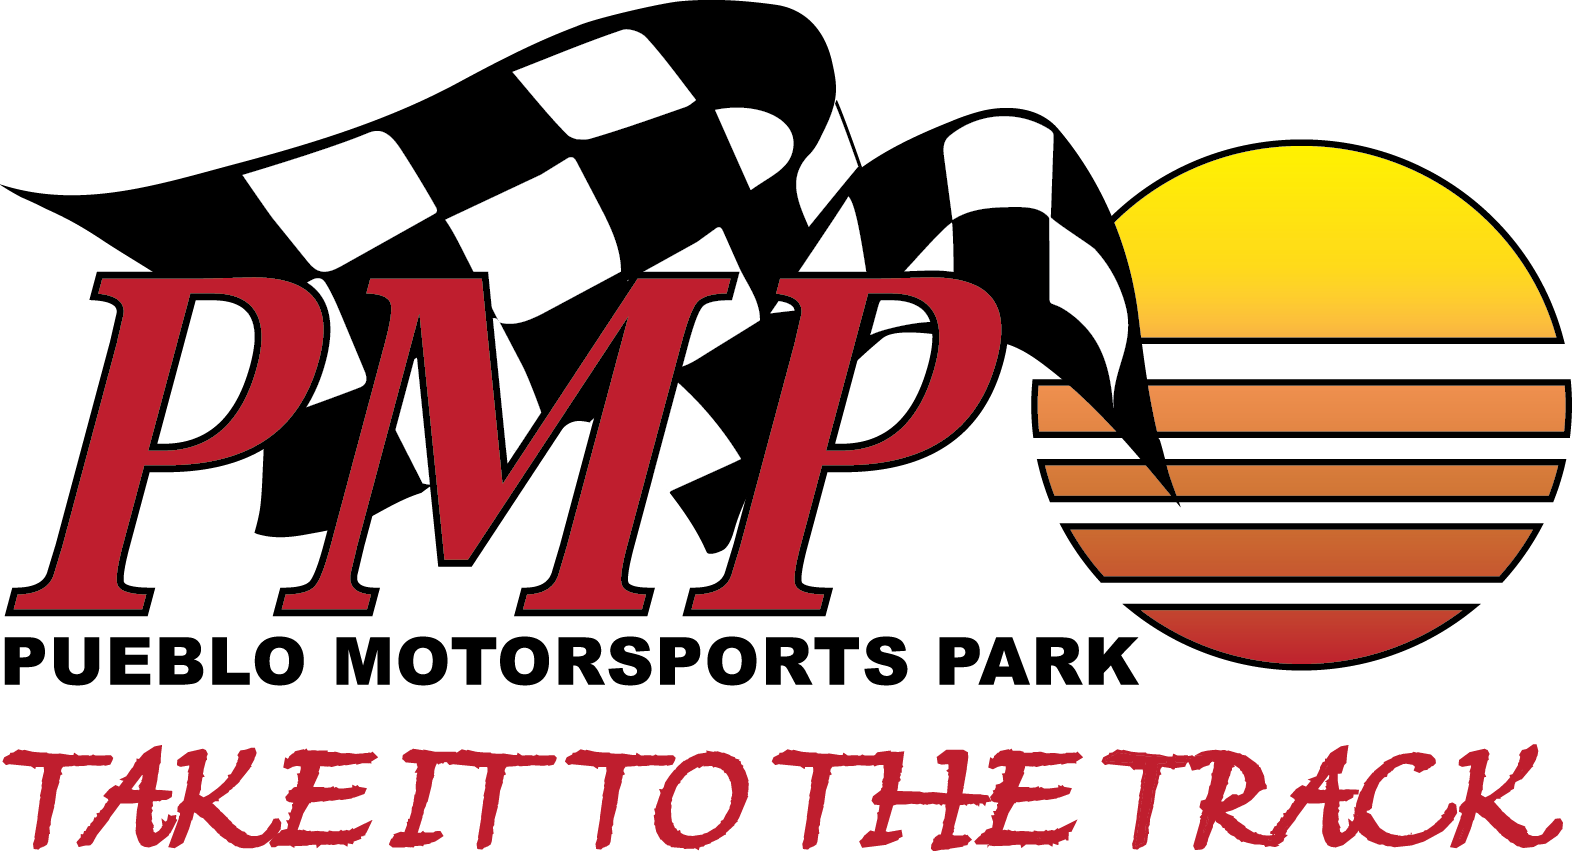 PMP
PUEBLO MOTORSPORTS PARK
TAKE IT TO THE TRACK